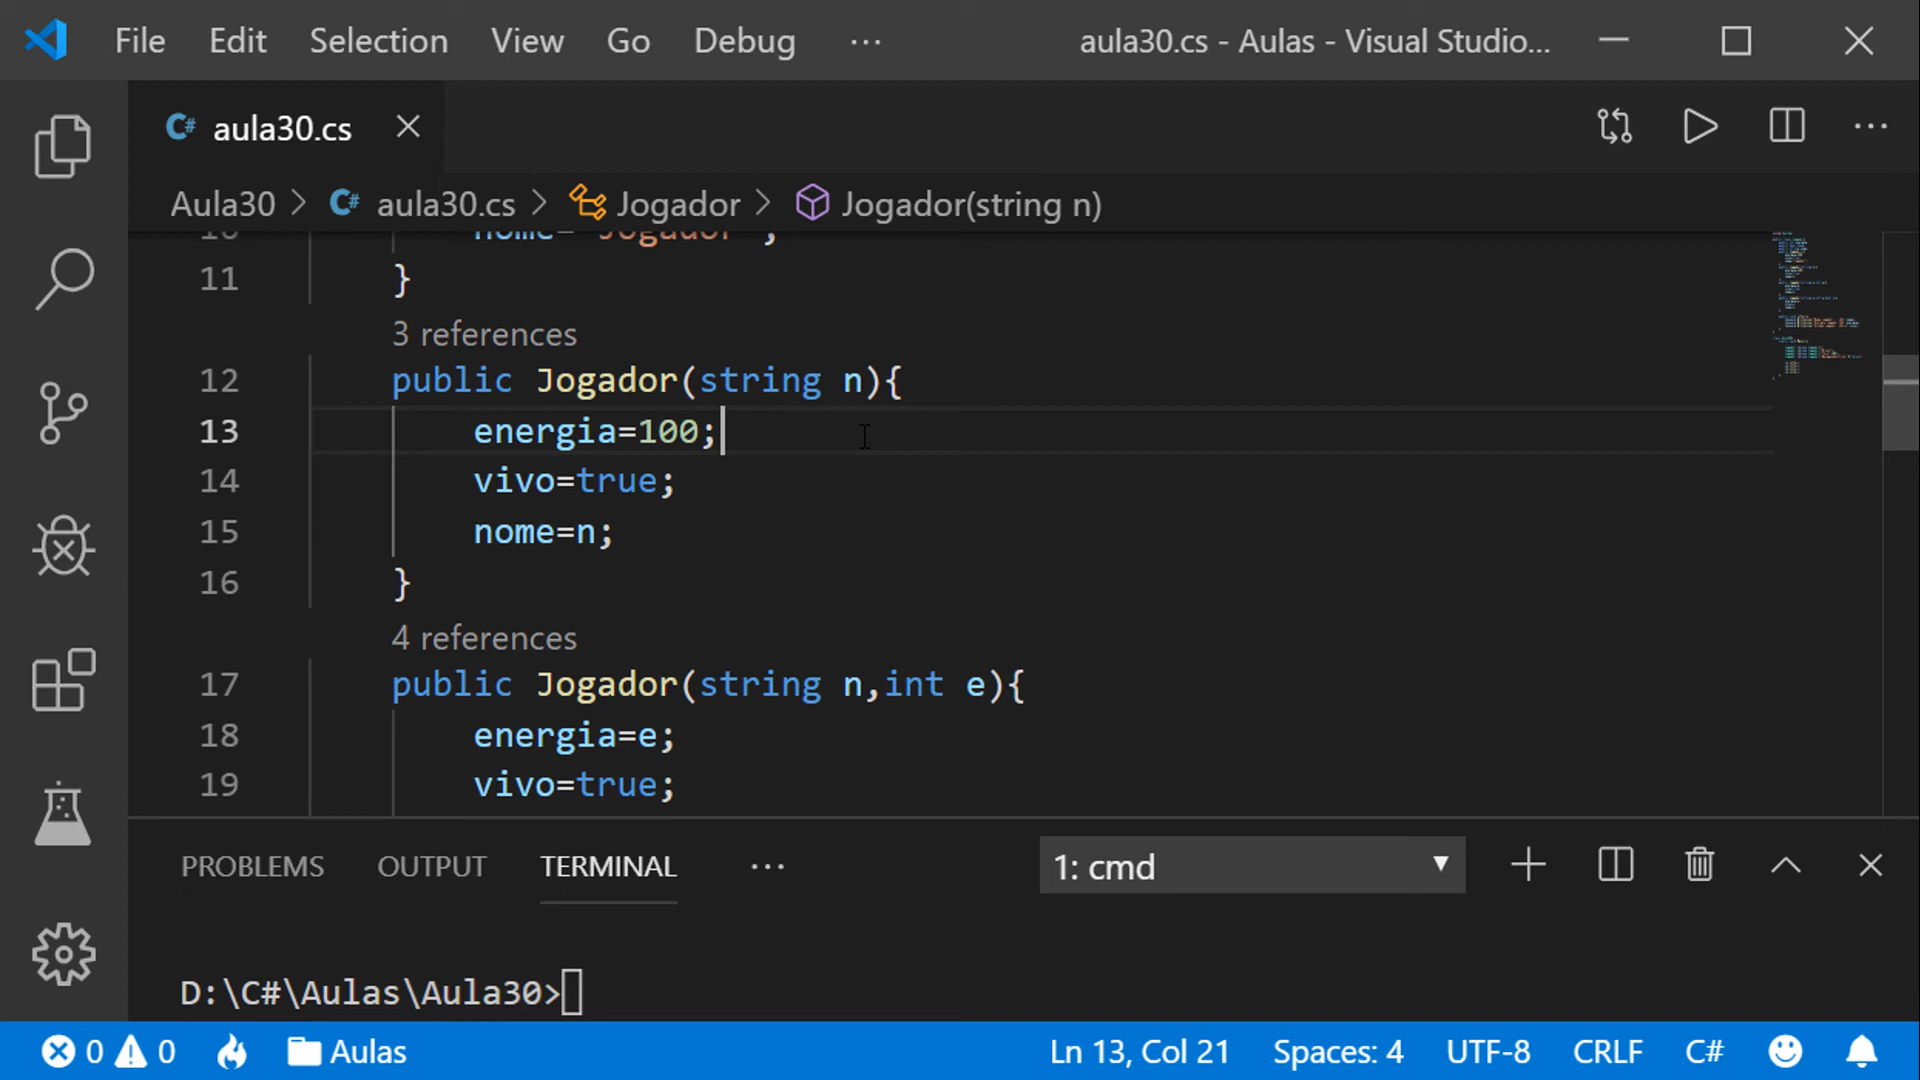 File Edit Selection View Go Debug ··· aula30.cs - Aulas - Visual Studio...
C# aula30.cs
Aula30 > C# aula30.cs > Jogador > Jogador(string n)
10 nome="Jogador";
11 }
3 references
12 public Jogador(string n){
13 energia=100;
14 vivo=true;
15 nome=n;
16 }
4 references
17 public Jogador(string n,int e){
18 energia=e;
19 vivo=true;
PROBLEMS OUTPUT TERMINAL ··· 1: cmd
D:\C#\Aulas\Aula30>
0 0 Aulas Ln 13, Col 21 Spaces: 4 UTF-8 CRLF C#